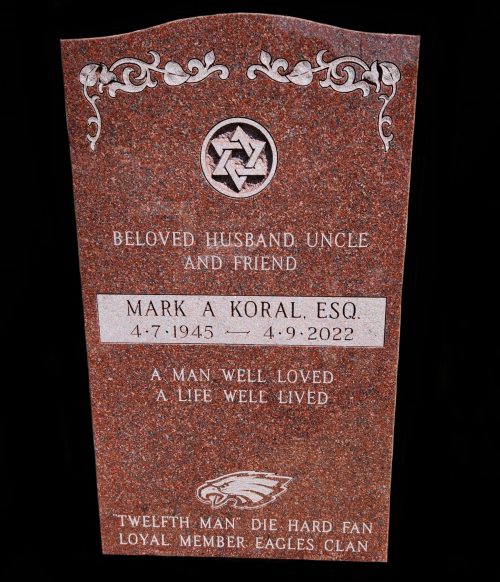 BELOVED HUSBAND, UNCLE
AND FRIEND
MARK A KORAL, ESQ.
4·7·1945 — 4·9·2022
A MAN WELL LOVED
A LIFE WELL LIVED
"TWELFTH MAN" DIE HARD FAN
LOYAL MEMBER EAGLES CLAN